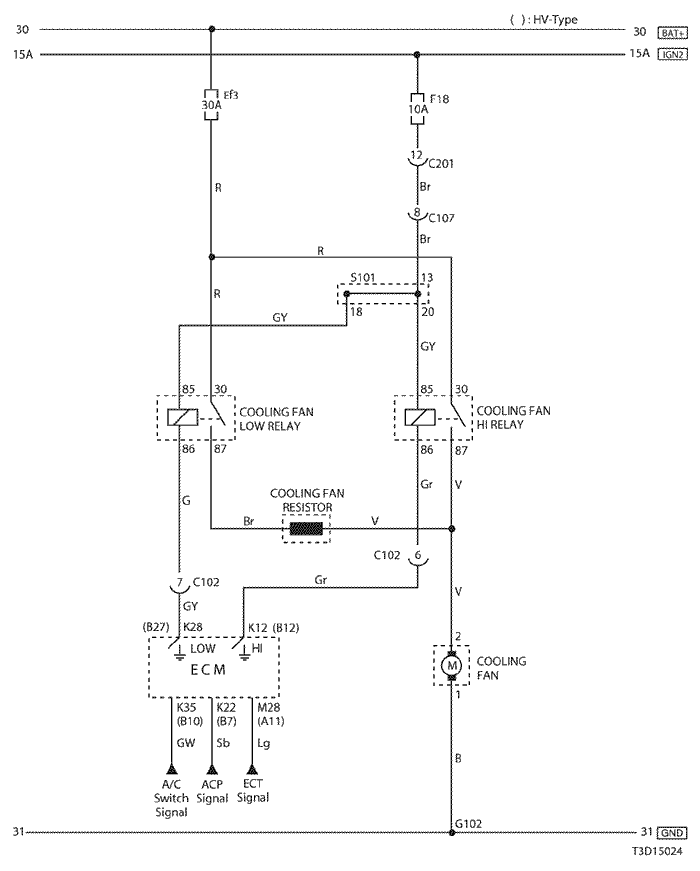 ( ) : HV-Type
30
30 BAT+
15A
15A IGN2
Ef3
30A
F18
10A
12
C201
Br
R
8
C107
Br
R
S101
13
R
18
20
GY
GY
85
30
85
30
COOLING FAN
LOW RELAY
COOLING FAN
HI RELAY
86
87
86
87
G
COOLING FAN
RESISTOR
Gr
V
Br
V
C102
6
7
C102
Gr
V
GY
(B27) K28
K12 (B12)
2
LOW
HI
ECM
M
COOLING
FAN
1
K35
(B10)
K22
(B7)
M28
(A11)
GW
Sb
Lg
B
A/C
Switch
Signal
ACP
Signal
ECT
Signal
G102
31
31 GND
T3D15024